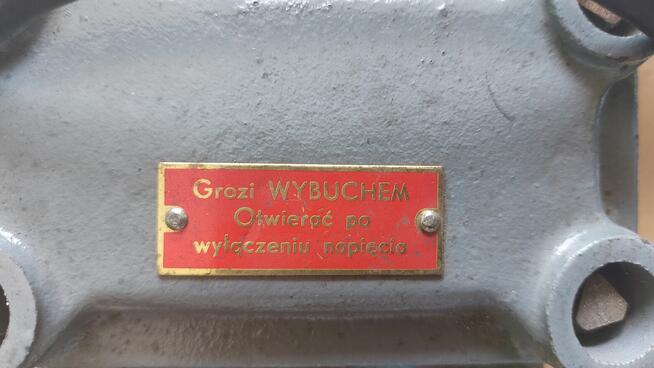 Grozi WYBUCHEM
Otwierać po
wyłączeniu napięcia